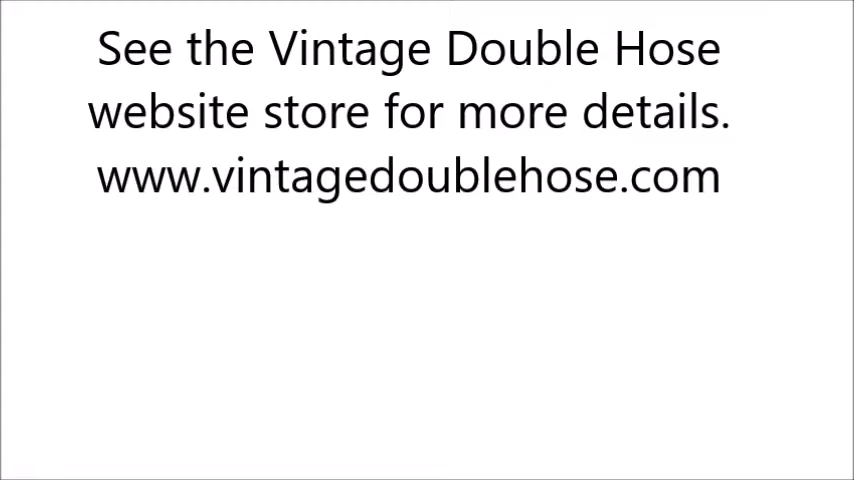 See the Vintage Double Hose
website store for more details.
www.vintagedoublehose.com